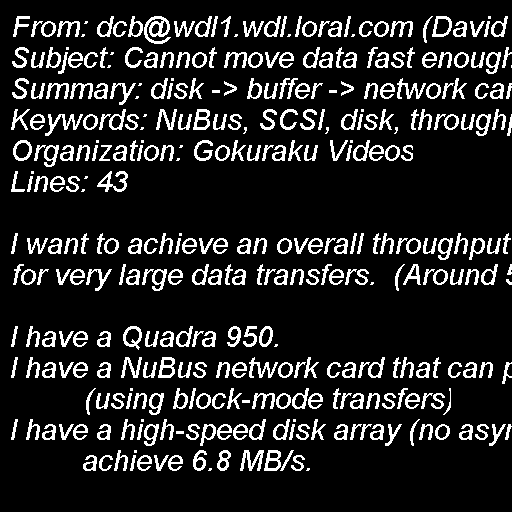 From: dcb@wdl1.wdl.loral.com (David
Subject: Cannot move data fast enough
Summary: disk -> buffer -> network car
Keywords: NuBus, SCSI, disk, through
Organization: Gokuraku Videos
Lines: 43

I want to achieve an overall throughput
for very large data transfers.  (Around 5

I have a Quadra 950.
I have a NuBus network card that can p
(using block-mode transfers)
I have a high-speed disk array (no asyn
achieve 6.8 MB/s.